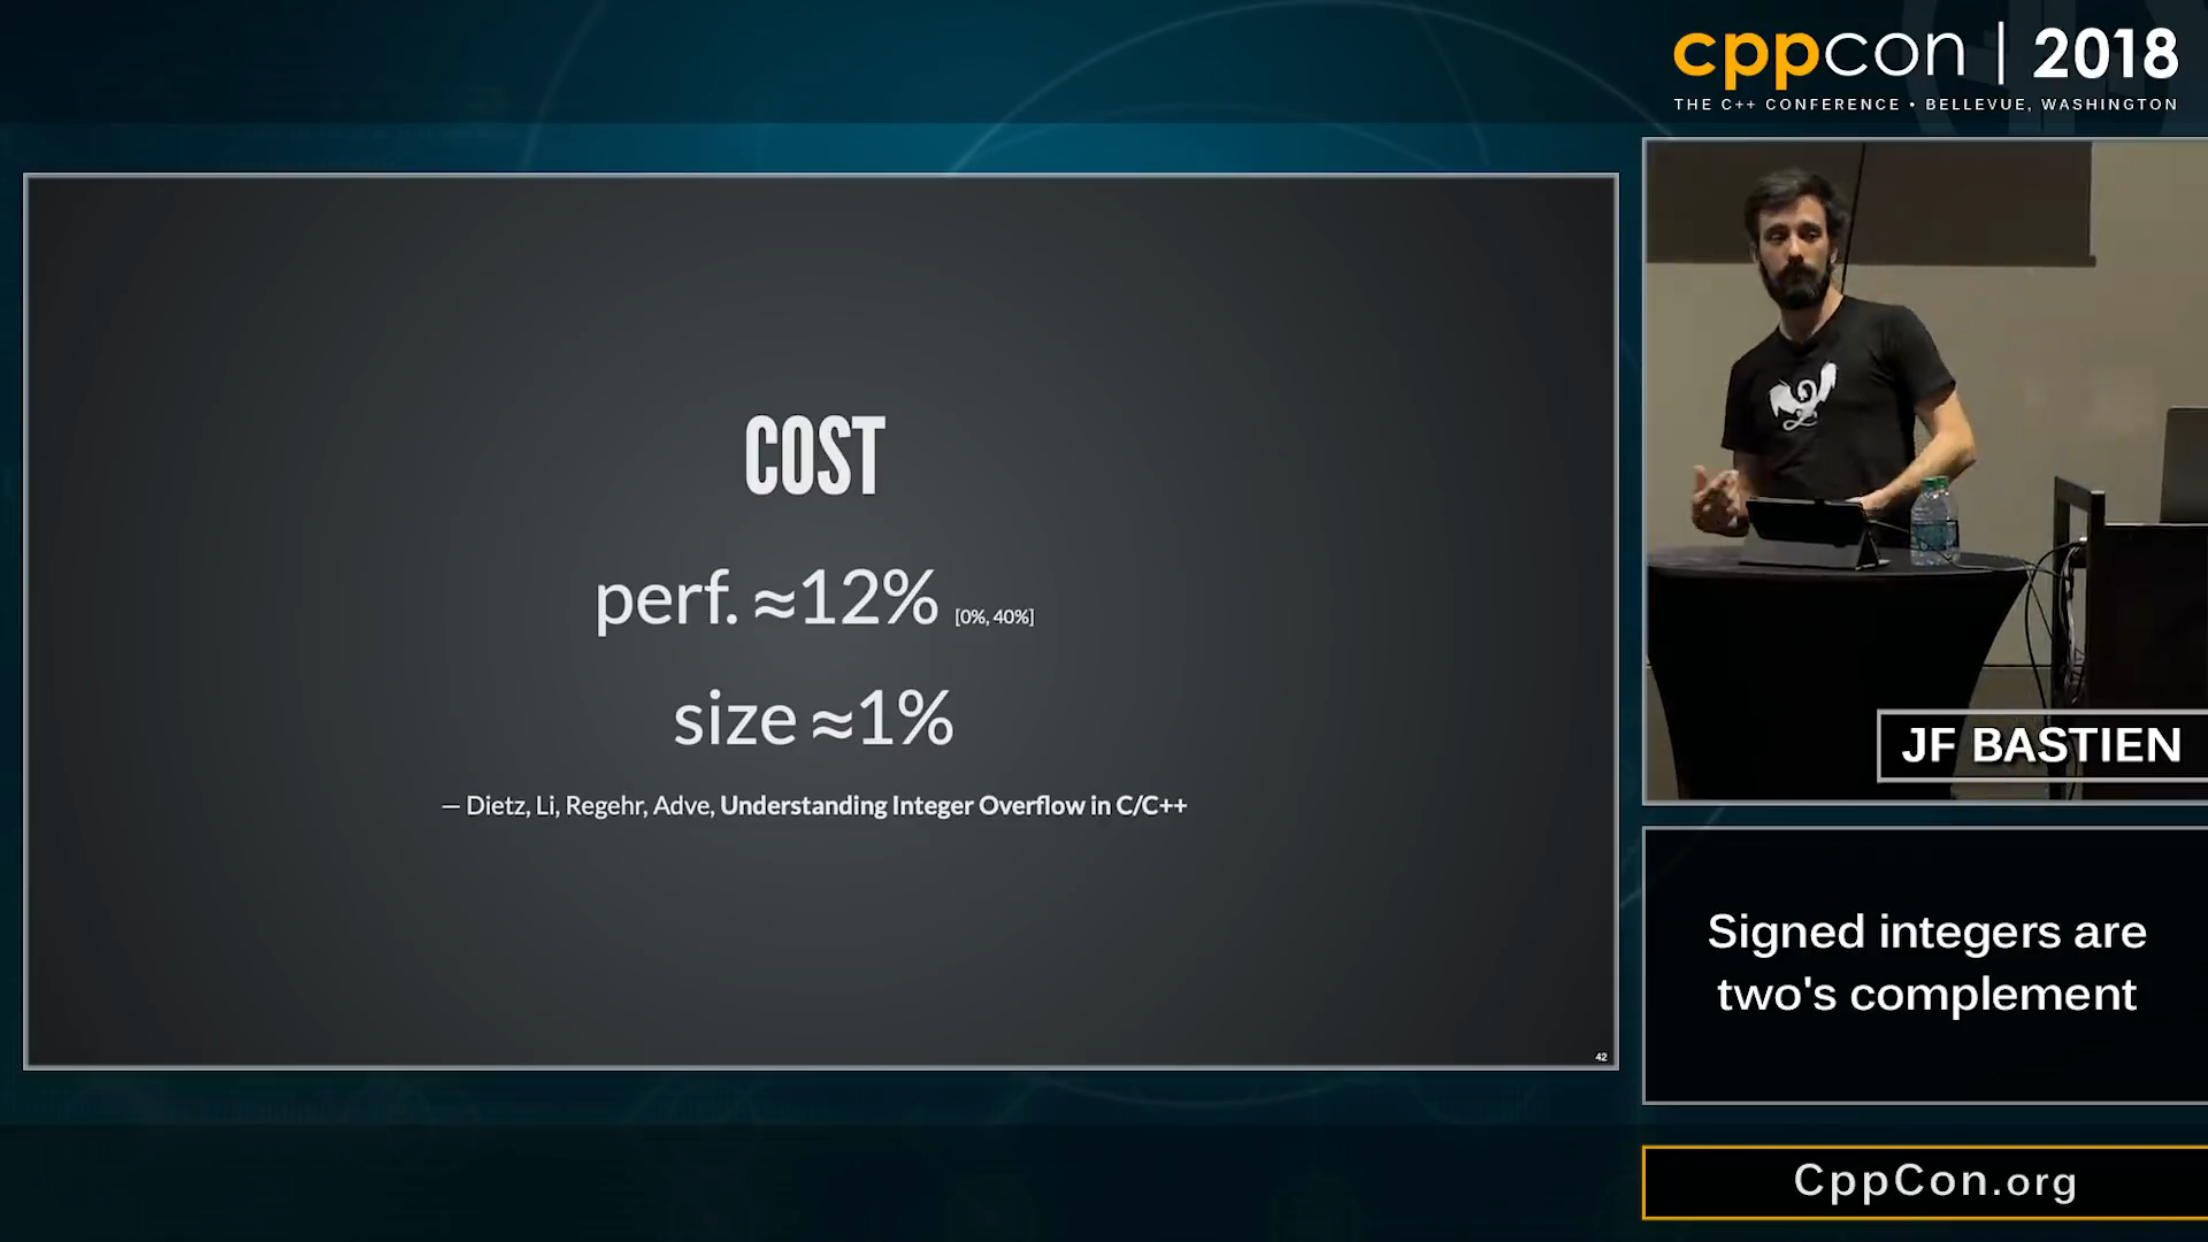 cppcon | 2018
THE C++ CONFERENCE • BELLEVUE, WASHINGTON
COST
perf. ≈12% [0%, 40%]
size ≈1%
— Dietz, Li, Regehr, Adve, Understanding Integer Overflow in C/C++
42
JF BASTIEN
Signed integers are
two's complement
CppCon.org